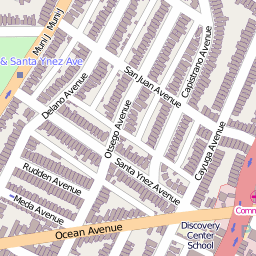 Muni J Muni J
& Santa Ynez Ave
Delano Avenue
San Juan Avenue
Capistrano Avenue
Otsego Avenue
Cayuga Avenue
Santa Ynez Avenue
Rudden Avenue
Meda Avenue
Ocean Avenue
Discovery
Center
School
Comm